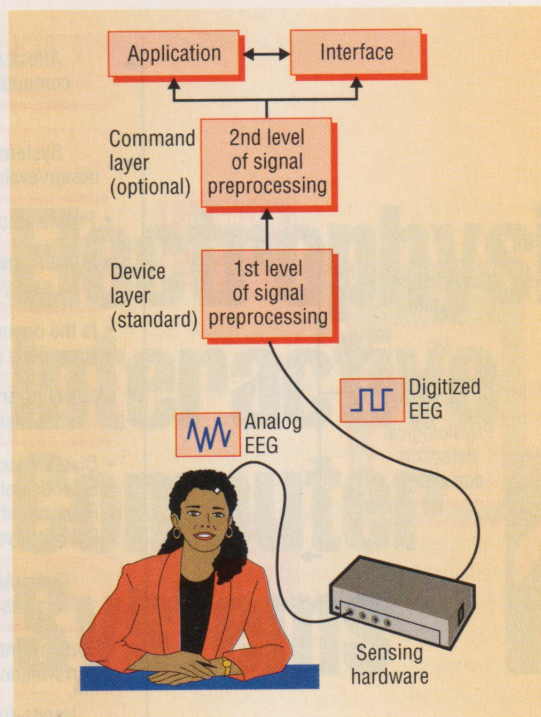 Application
Interface
Command
layer
(optional)
2nd level
of signal
preprocessing
Device
layer
(standard)
1st level
of signal
preprocessing
Digitized
EEG
Analog
EEG
Sensing
hardware